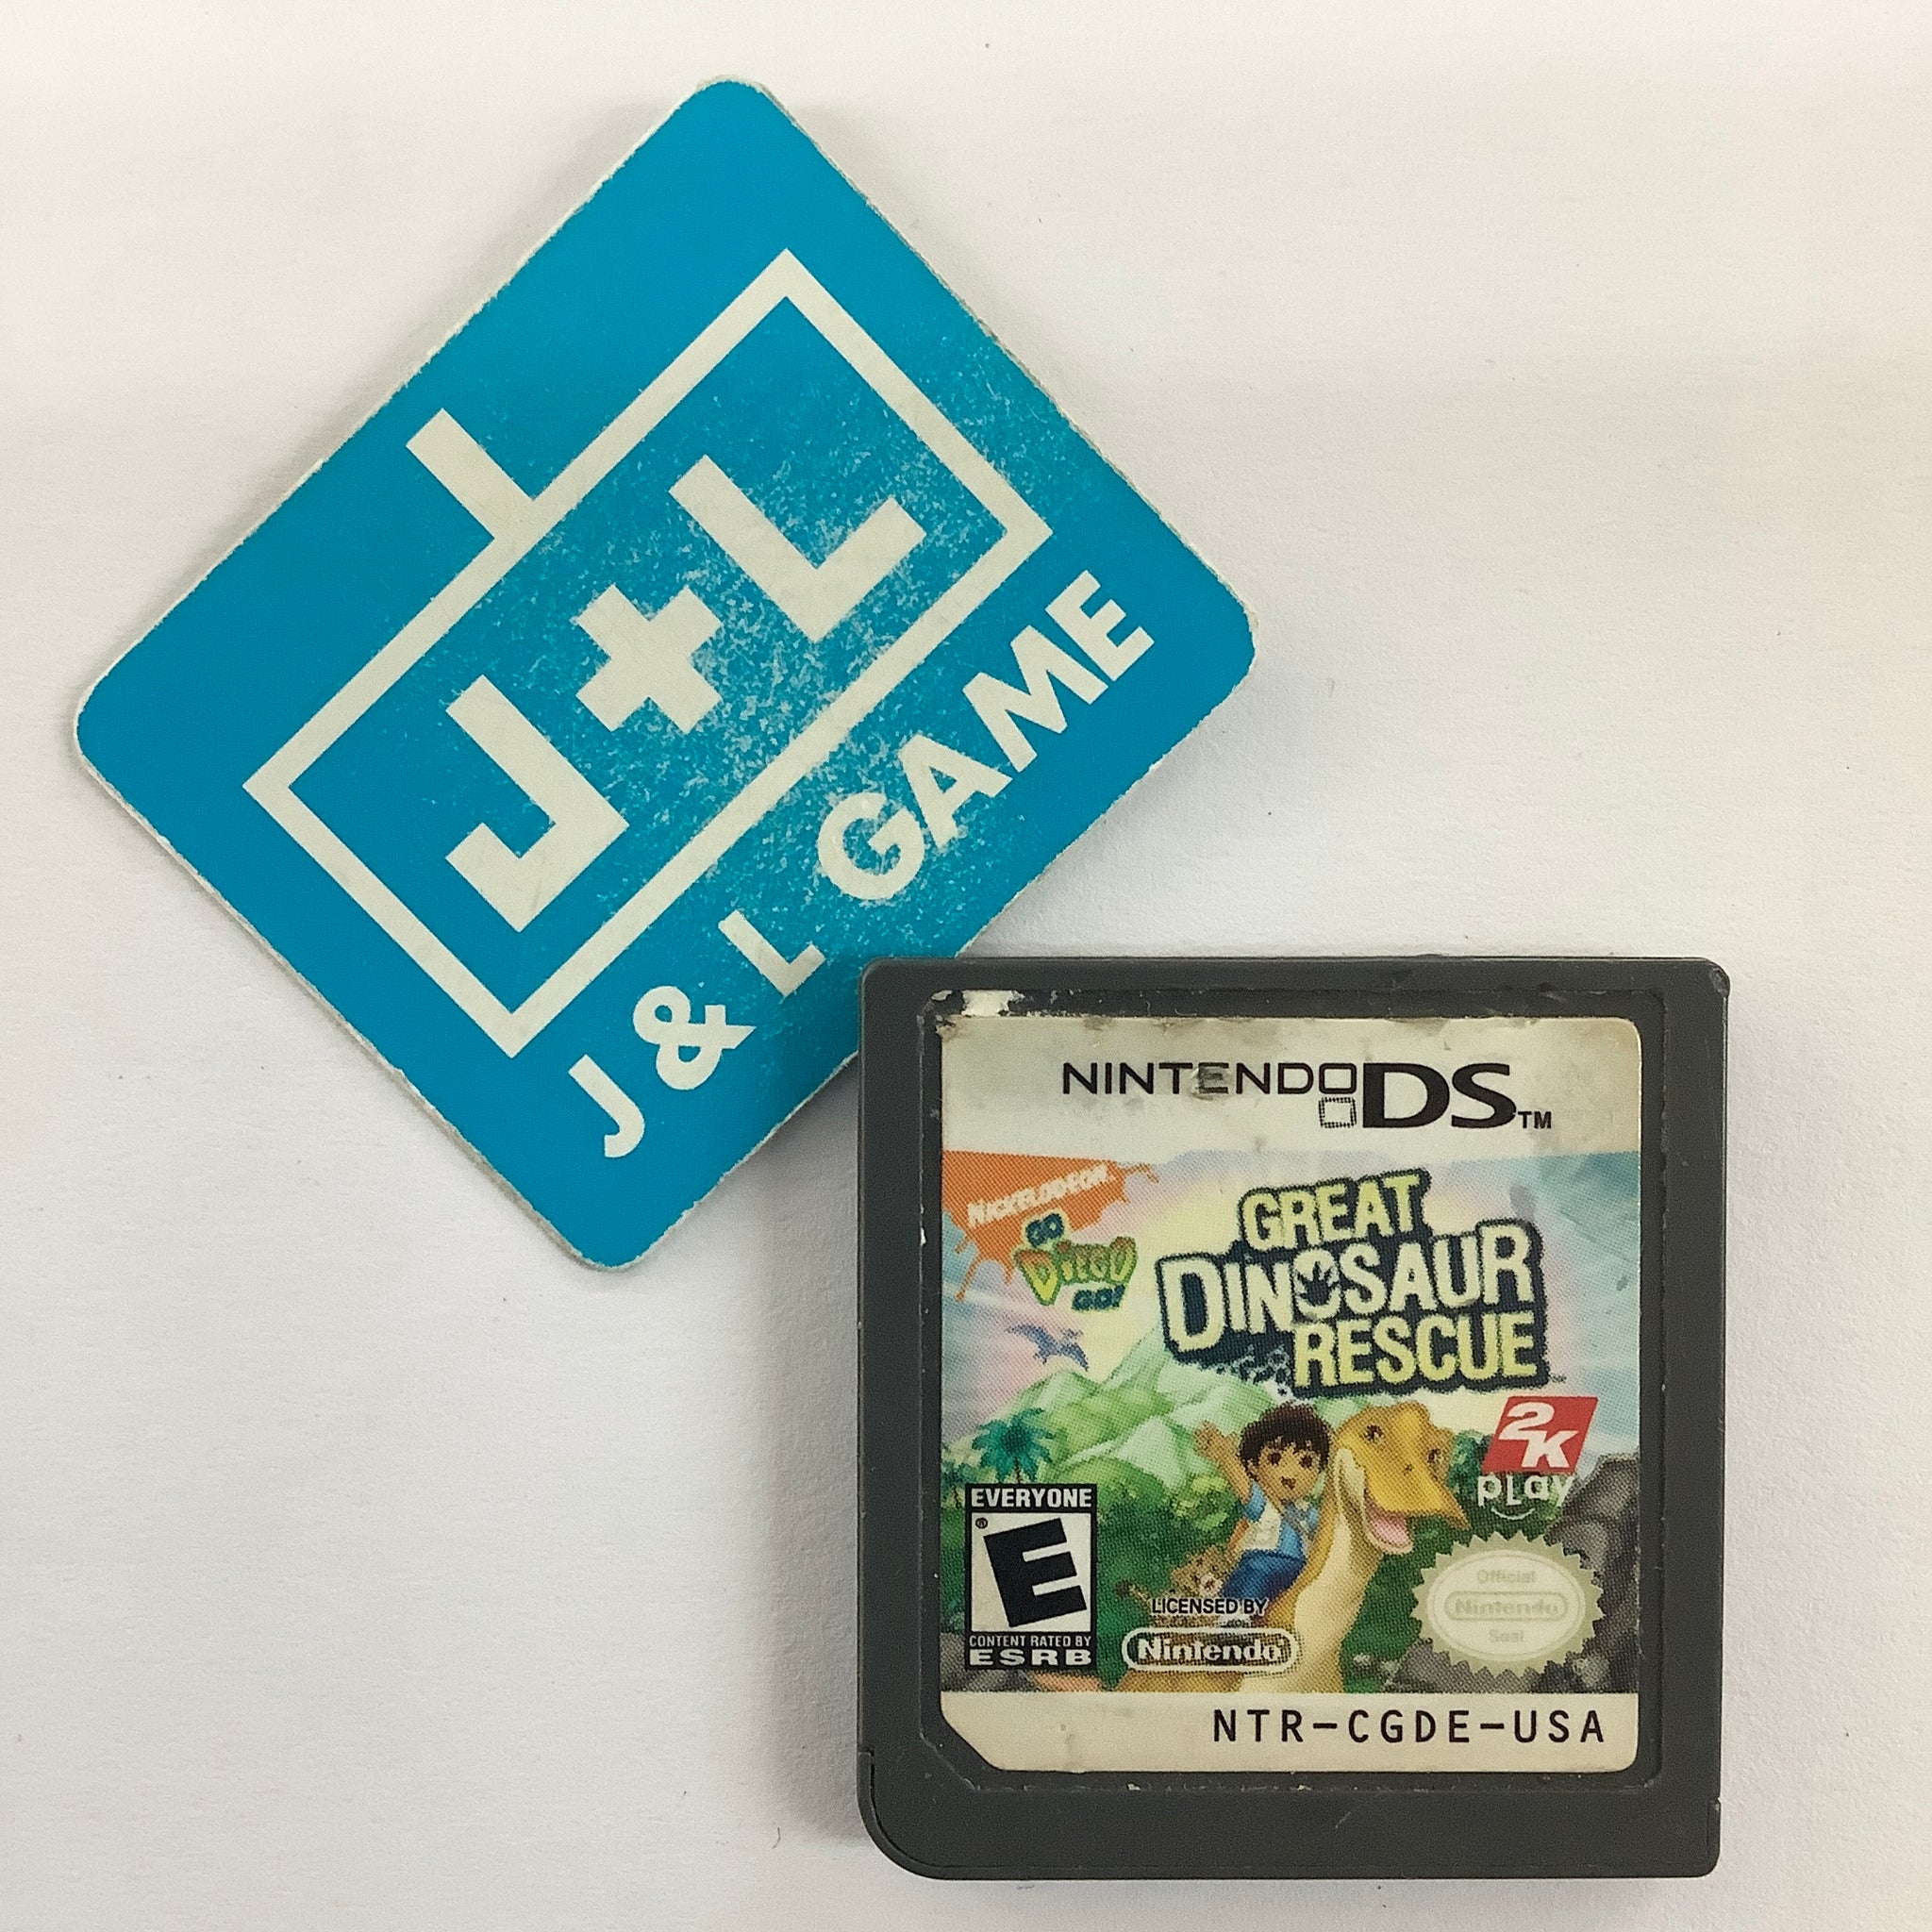 J+L
J & L GAME
NINTENDO DS™
NICKELODEON
GO
DIEGO
GO!
GREAT
DINOSAUR
RESCUE
2K
play
EVERYONE
E
®
CONTENT RATED BY
ESRB
LICENSED BY
Nintendo
Official
Nintendo
Seal
NTR-CGDE-USA